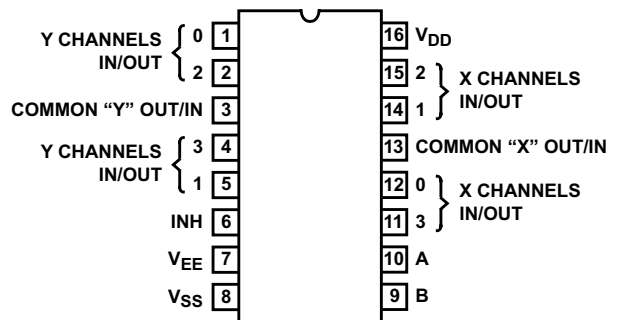 Y CHANNELS IN/OUT
0 1
2 2
COMMON “Y” OUT/IN 3
Y CHANNELS IN/OUT
3 4
1 5
INH 6
VEE 7
VSS 8
16 VDD
15 2
14 1
X CHANNELS IN/OUT
13 COMMON “X” OUT/IN
12 0
11 3
X CHANNELS IN/OUT
10 A
9 B